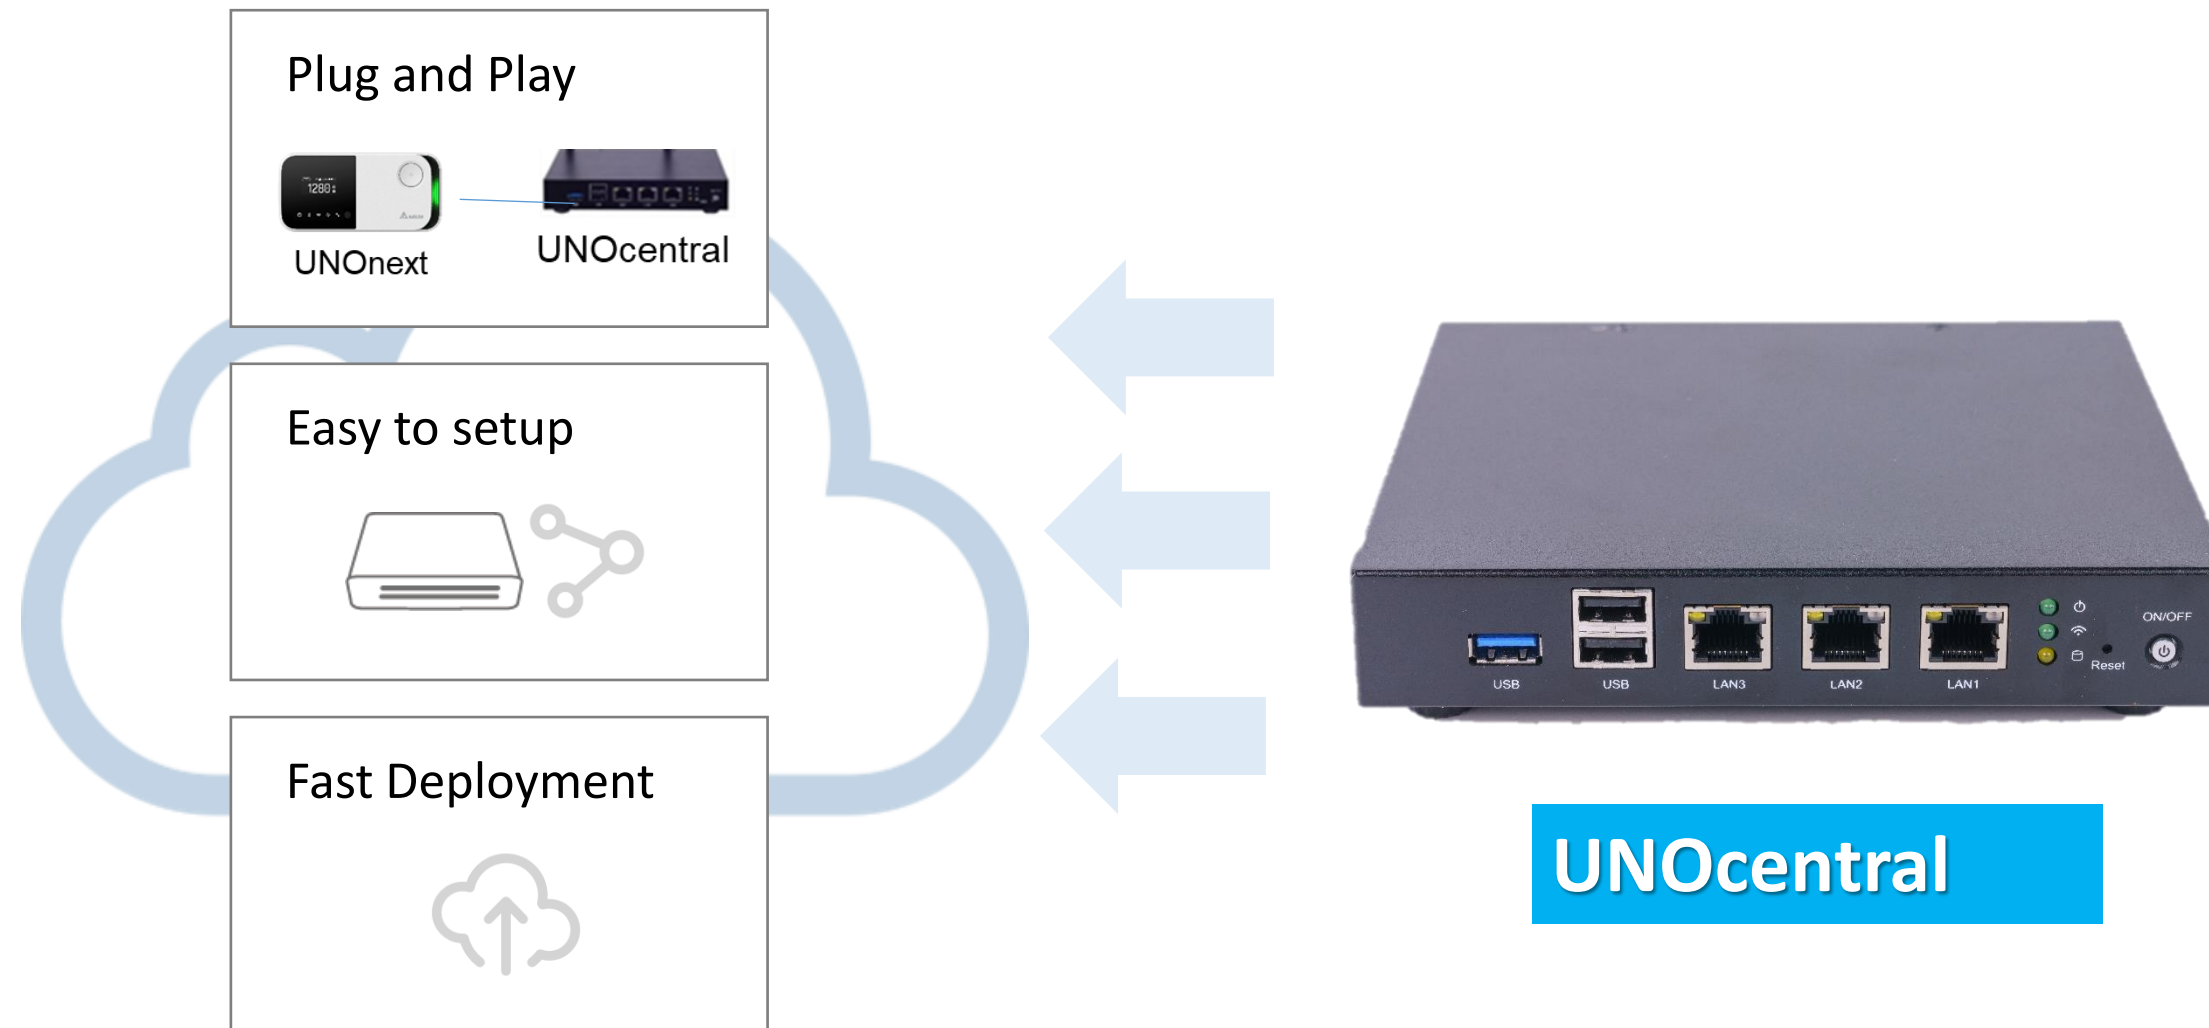 Plug and Play
1280
UNOnext
UNOcentral
Easy to setup
Fast Deployment
USB
USB
LAN3
LAN2
LAN1
Reset
ON/OFF
UNOcentral